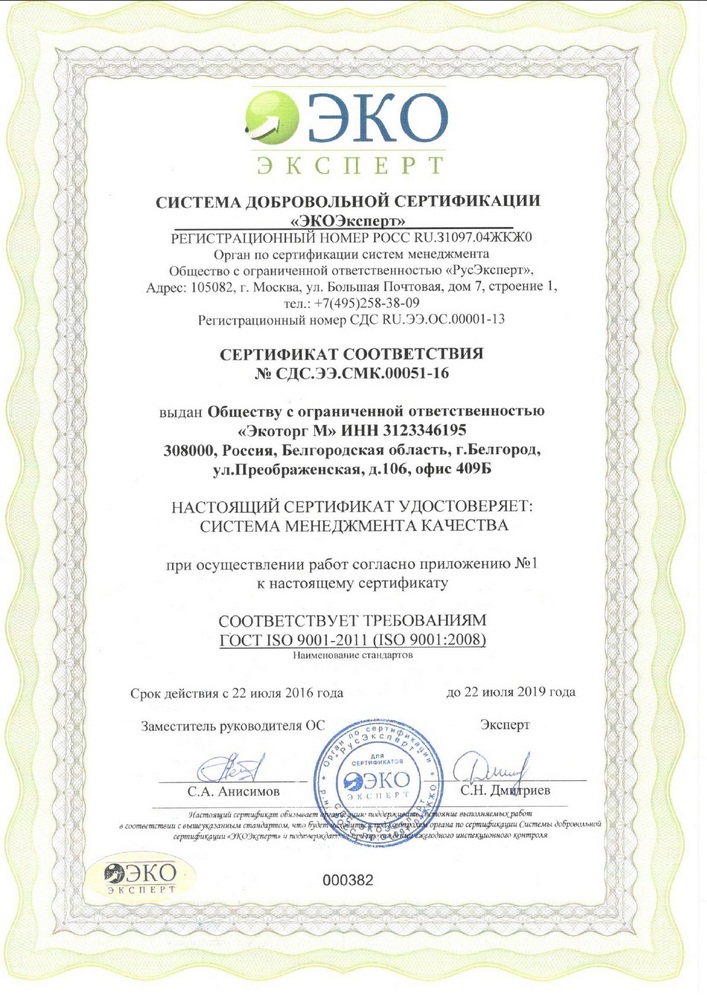 ЭКО
ЭКСПЕРТ
СИСТЕМА ДОБРОВОЛЬНОЙ СЕРТИФИКАЦИИ
«ЭКОЭксперт»
РЕГИСТРАЦИОННЫЙ НОМЕР РОСС RU.31097.04ЖКЖ0
Орган по сертификации систем менеджмента
Общество с ограниченной ответственностью «РусЭксперт»,
Адрес: 105082, г. Москва, ул. Большая Почтовая, дом 7, строение 1,
тел.: +7(495)258-38-09
Регистрационный номер СДС RU.ЭЭ.ОС.00001-13
СЕРТИФИКАТ СООТВЕТСТВИЯ
№ СДС.ЭЭ.СМК.00051-16
выдан Обществу с ограниченной ответственностью
«Экоторг М» ИНН 3123346195
308000, Россия, Белгородская область, г.Белгород,
ул.Преображенская, д.106, офис 409Б
НАСТОЯЩИЙ СЕРТИФИКАТ УДОСТОВЕРЯЕТ:
СИСТЕМА МЕНЕДЖМЕНТА КАЧЕСТВА
при осуществлении работ согласно приложению №1
к настоящему сертификату
СООТВЕТСТВУЕТ ТРЕБОВАНИЯМ
ГОСТ ISO 9001-2011 (ISO 9001:2008)
Наименование стандартов
Срок действия с 22 июля 2016 года до 22 июля 2019 года
Заместитель руководителя ОС Эксперт
Орган по сертификации
"РусЭксперт"
ДЛЯ
СЕРТИФИКАТОВ
ЭКО
ЭКСПЕРТ
С.А. Анисимов С.Н. Дмитриев
Настоящий сертификат обязывает организацию поддерживать состояние выполняемых работ
в соответствии с вышеуказанным стандартом, что будет под контролем органа по сертификации Системы добровольной
сертификации «ЭКОЭксперт» и подтверждаться при прохождении ежегодного инспекционного контроля
ЭКО
ЭКСПЕРТ
000382